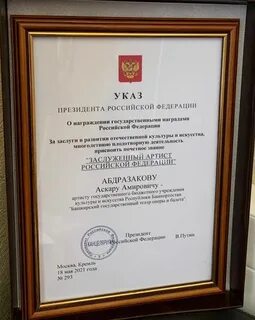 УКАЗ
ПРЕЗИДЕНТА РОССИЙСКОЙ ФЕДЕРАЦИИ
О награждении государственными наградами
Российской Федерации
За заслуги в развитии отечественной культуры и искусства,
многолетнюю плодотворную деятельность
присвоить почетное звание
"ЗАСЛУЖЕННЫЙ АРТИСТ
РОССИЙСКОЙ ФЕДЕРАЦИИ"
АБДРАЗАКОВУ
Аскару Амировичу -
артисту государственного бюджетного учреждения
культуры и искусства Республики Башкортостан
"Башкирский государственный театр оперы и балета"
Президент
Российской Федерации В.Путин
Москва, Кремль
18 мая 2021 года
№ 293